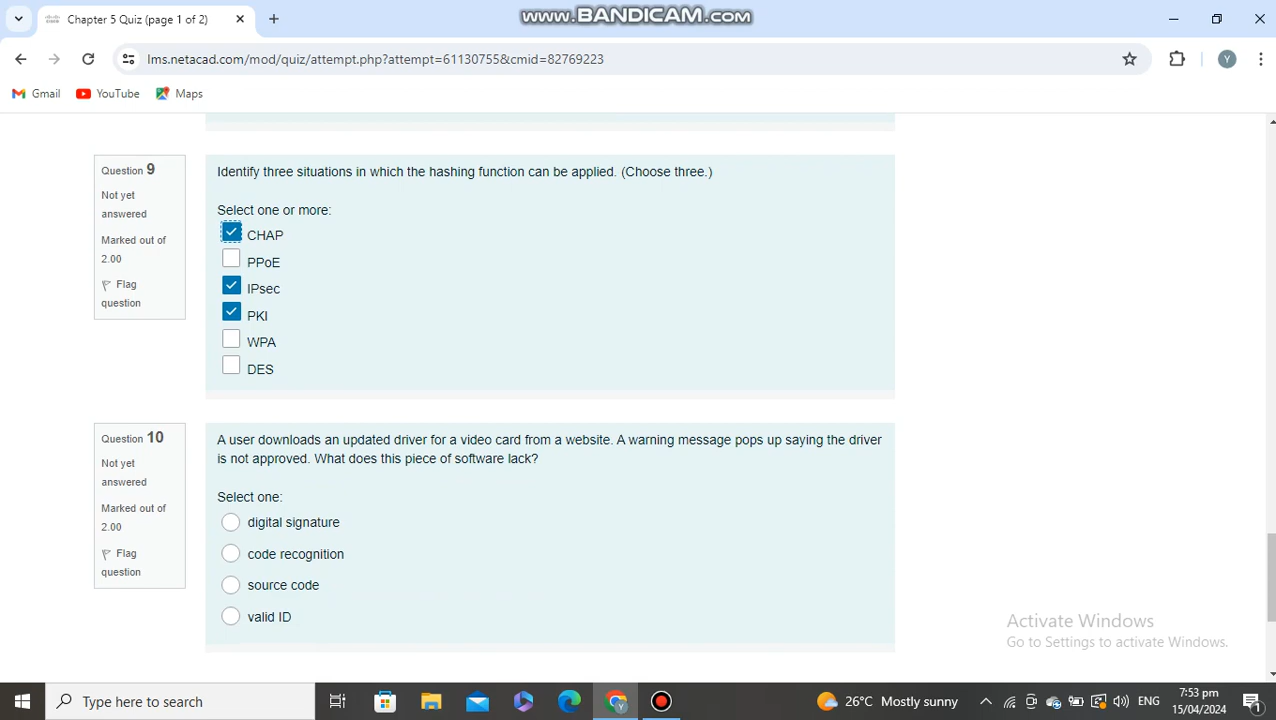 www.BANDICAM.com
Chapter 5 Quiz (page 1 of 2)
lms.netacad.com/mod/quiz/attempt.php?attempt=61130755&cmid=82769223
Y
Gmail
YouTube
Maps
Question 9
Not yet
answered
Marked out of
2.00
Flag
question
Identify three situations in which the hashing function can be applied. (Choose three.)
Select one or more:
CHAP
PPoE
IPsec
PKI
WPA
DES
Question 10
Not yet
answered
Marked out of
2.00
Flag
question
A user downloads an updated driver for a video card from a website. A warning message pops up saying the driver
is not approved. What does this piece of software lack?
Select one:
digital signature
code recognition
source code
valid ID
Activate Windows
Go to Settings to activate Windows.
Type here to search
26°C Mostly sunny
ENG
7:53 pm
15/04/2024
1